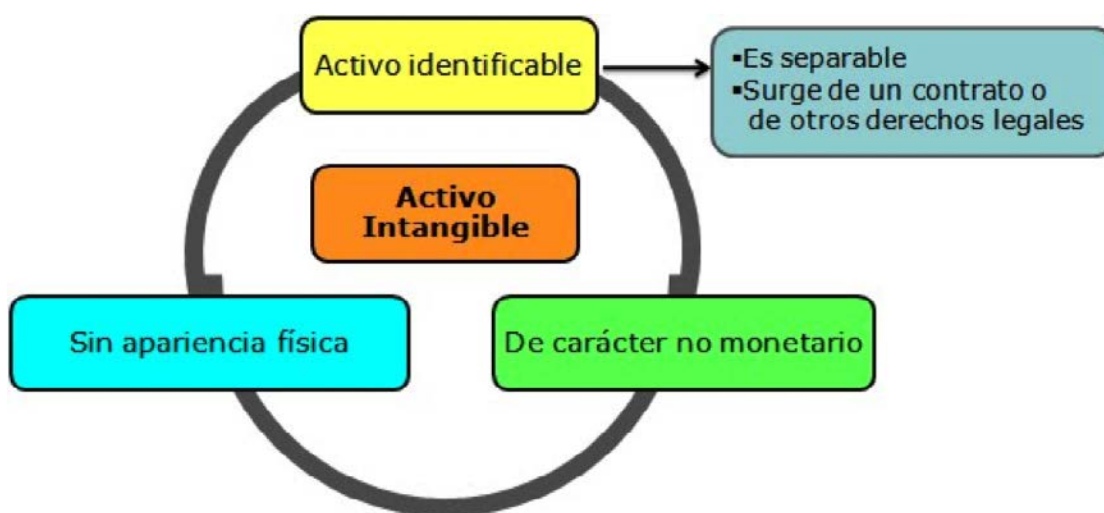 Activo identificable
▪Es separable
▪Surge de un contrato o
de otros derechos legales
Activo
Intangible
Sin apariencia física
De carácter no monetario